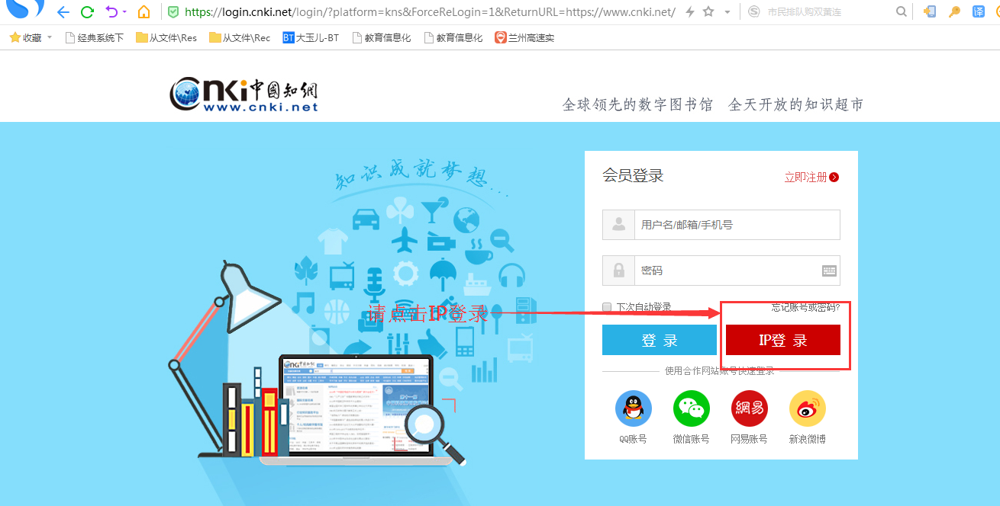 https://login.cnki.net/login/?platform=kns&ForceReLogin=1&ReturnURL=https://www.cnki.net/
市民排队购双黄连
译
收藏
经典系统下
从文件\Res
从文件\Rec
BT 大玉儿-BT
教育信息化
教育信息化
兰州高速实
cnki中國知網
www.cnki.net
全球领先的数字图书馆 全天开放的知识超市
知识成就梦想...
会员登录
立即注册
用户名/邮箱/手机号
密码
下次自动登录
忘记账号或密码?
请点击IP登录
登 录
IP登 录
使用合作网站账号快速登录
網易
QQ账号
微信账号
网易账号
新浪微博